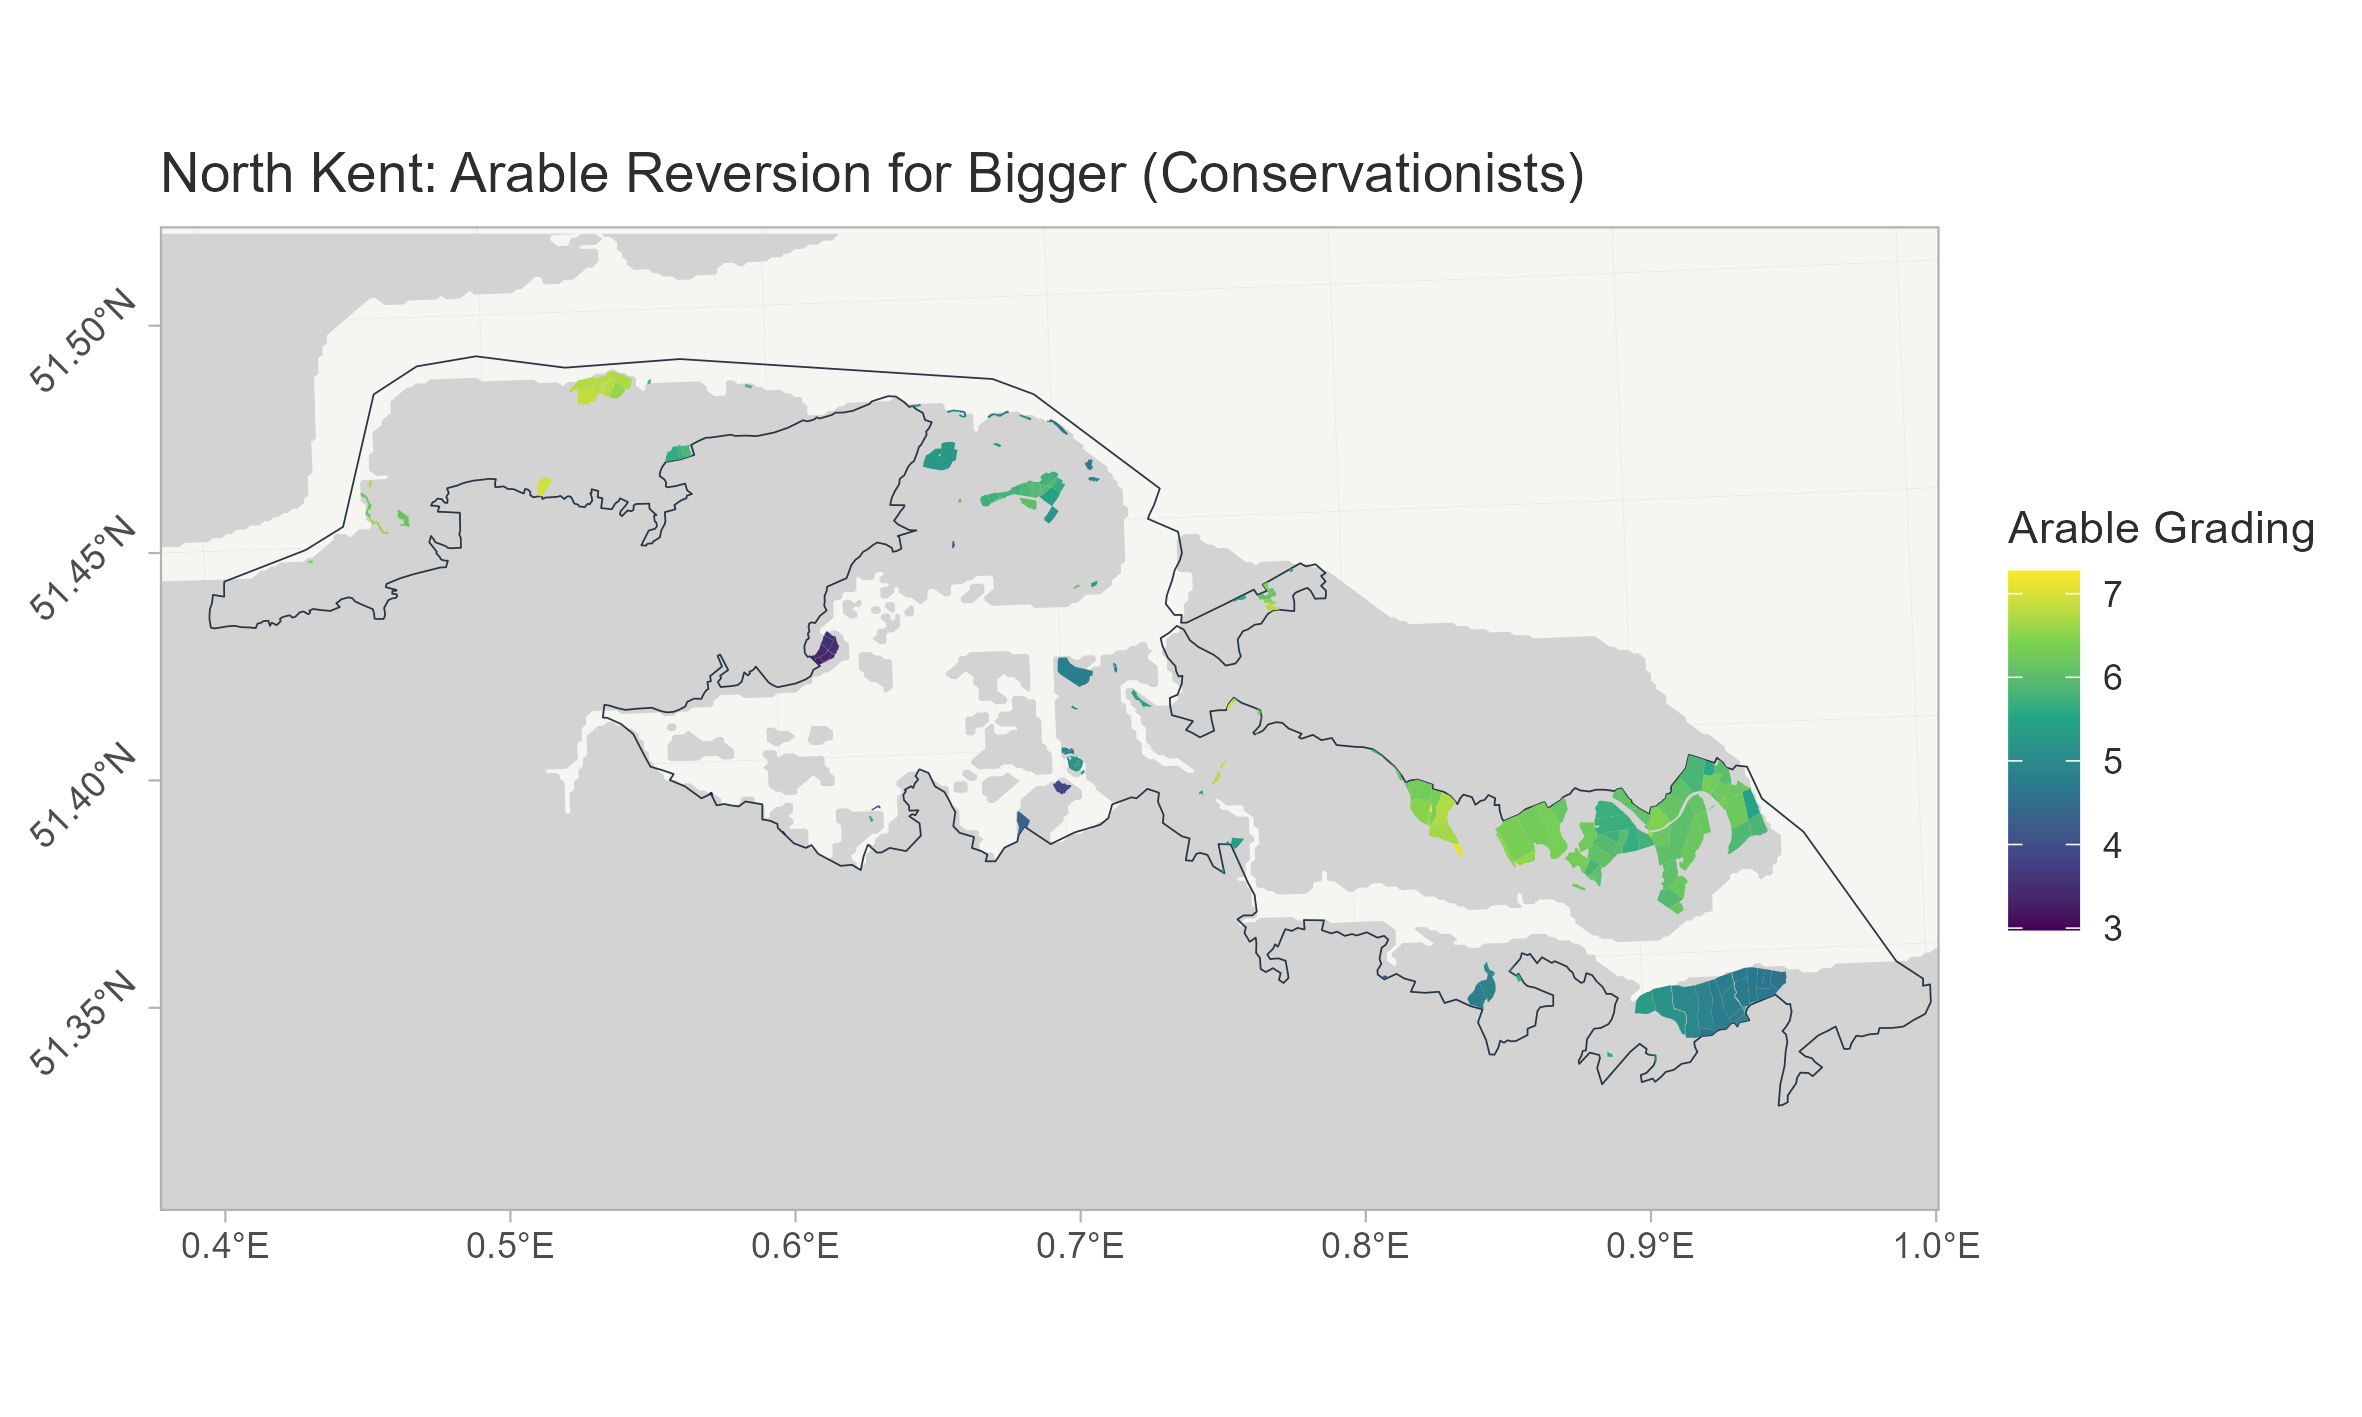 North Kent: Arable Reversion for Bigger (Conservationists)
51.50°N
51.45°N
51.40°N
51.35°N
0.4°E
0.5°E
0.6°E
0.7°E
0.8°E
0.9°E
1.0°E
Arable Grading
7
6
5
4
3